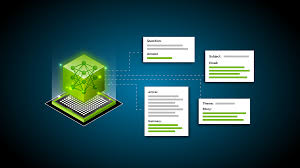 Question:
Answer:
Subject:
Email:
Article:
Summary:
Theme:
Story: